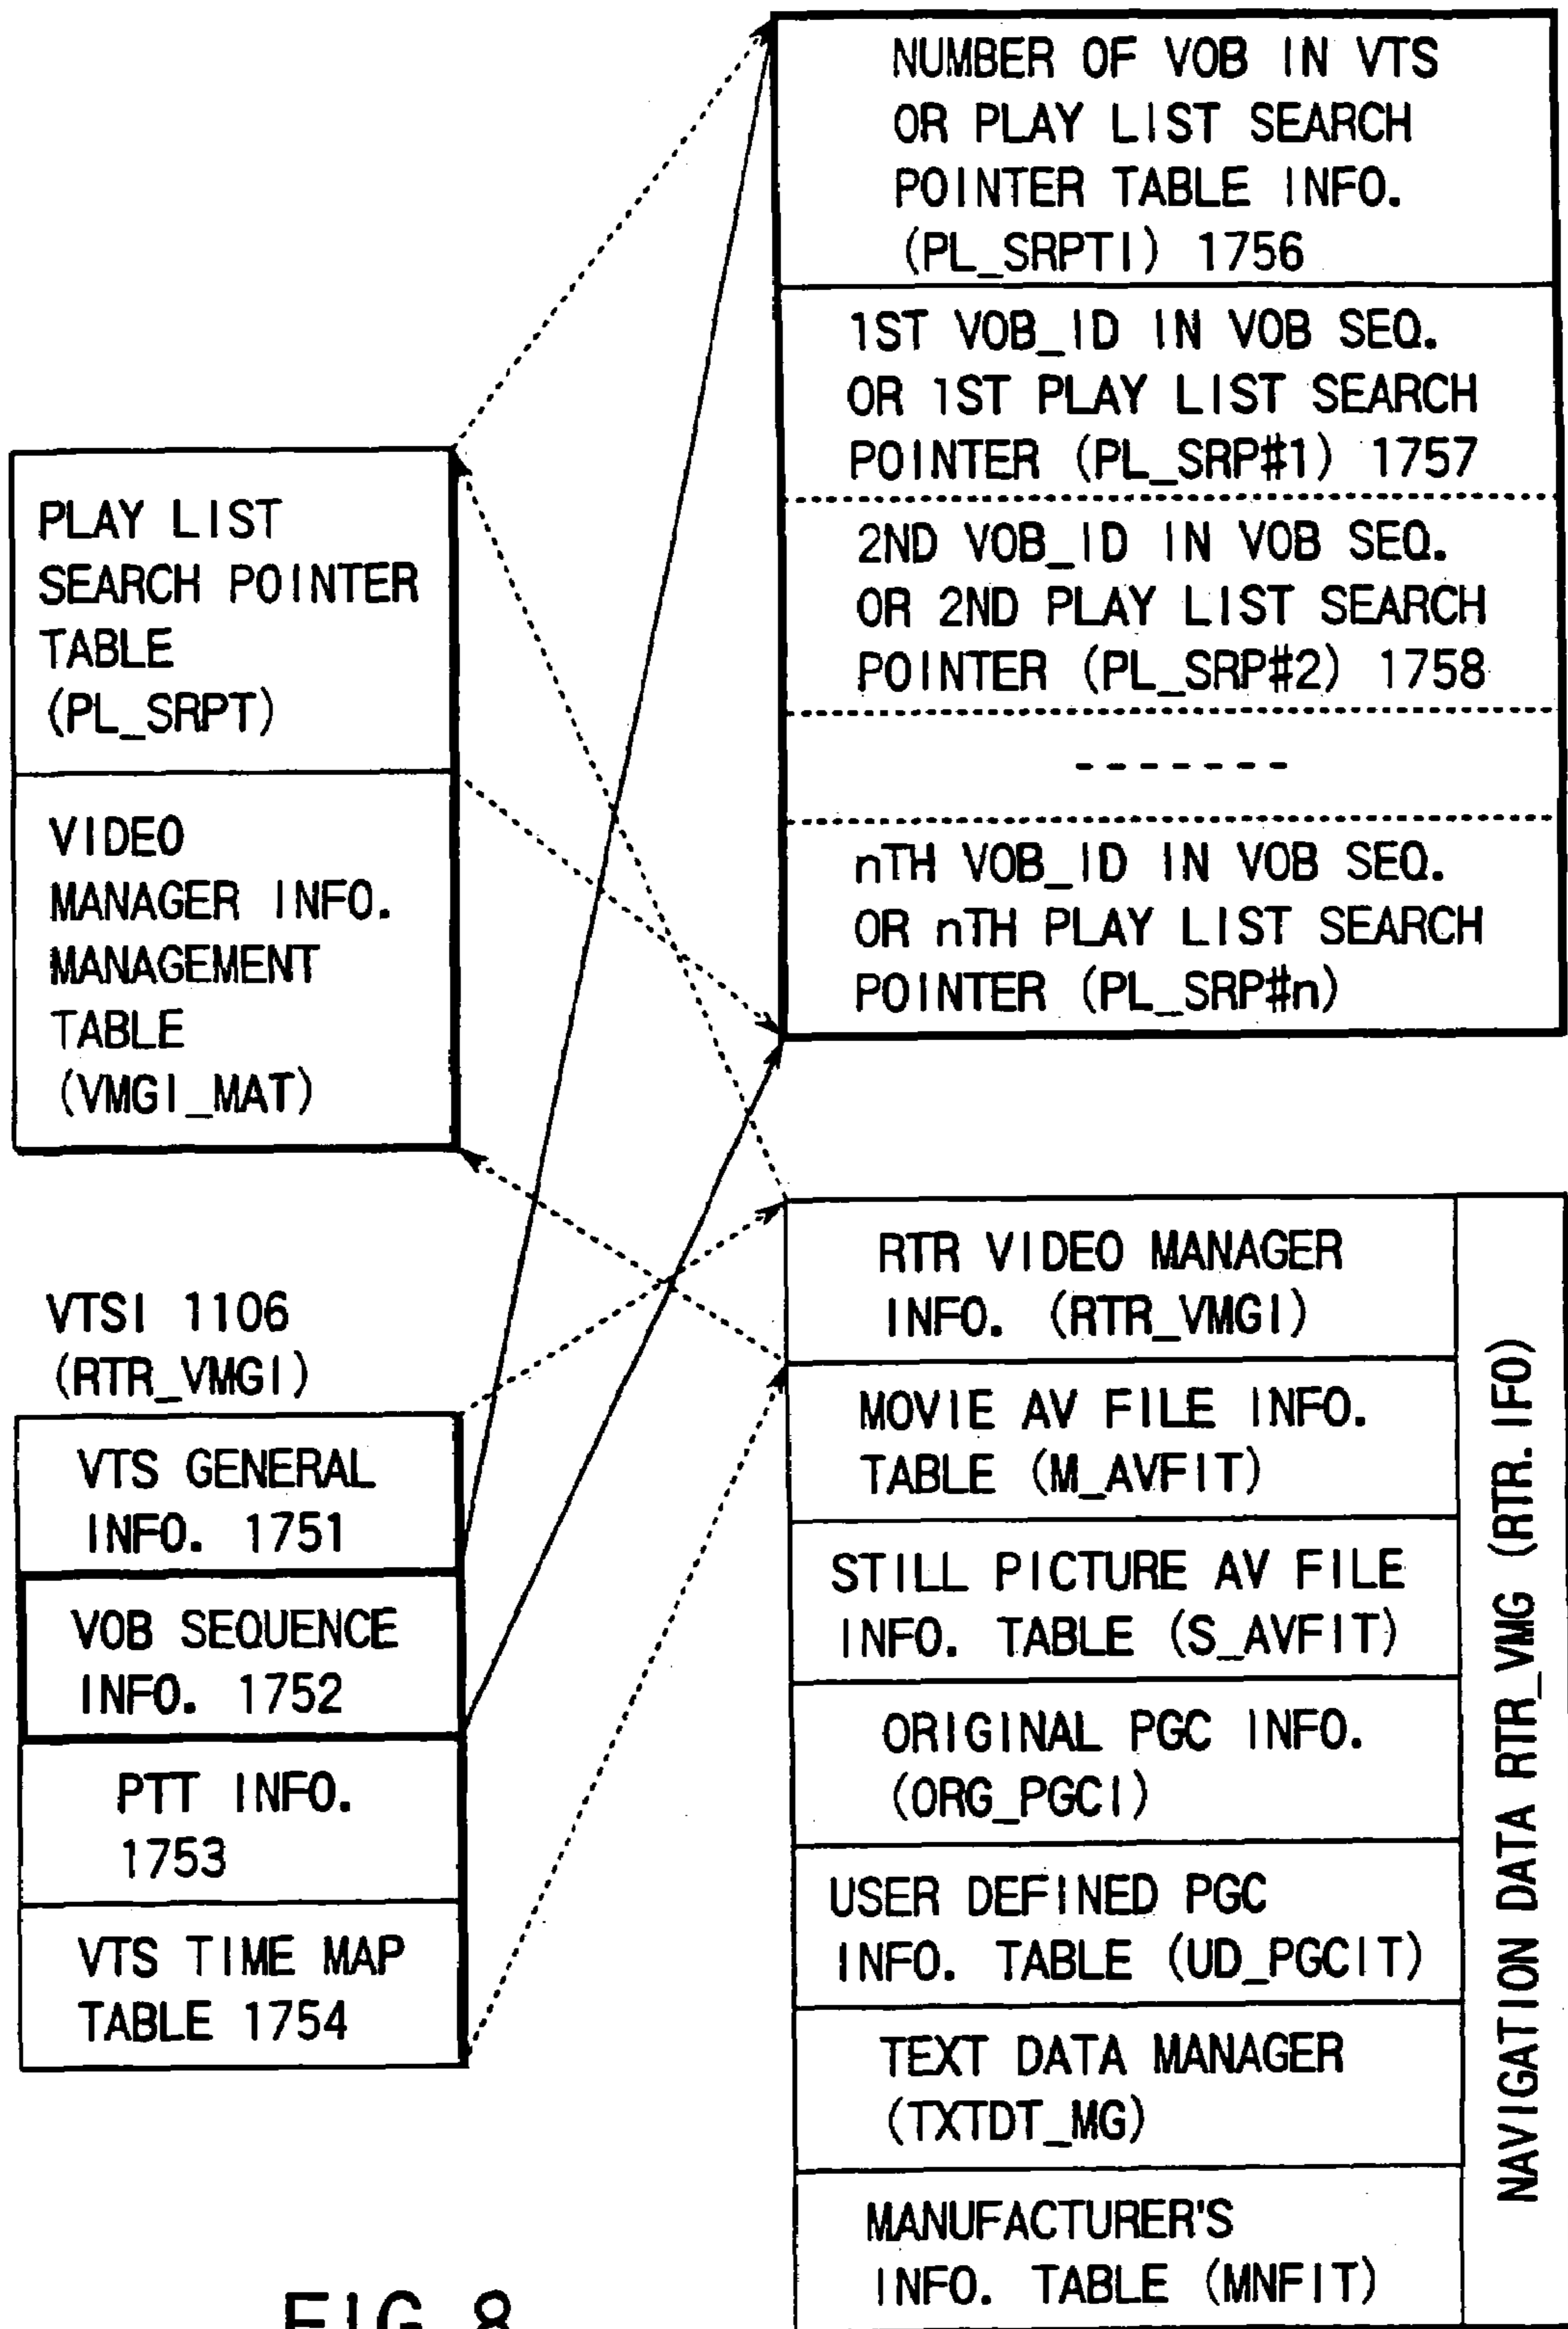 NUMBER OF VOB IN VTS
OR PLAY LIST SEARCH
POINTER TABLE INFO.
(PL_SRPTI) 1756
1ST VOB_ID IN VOB SEQ.
OR 1ST PLAY LIST SEARCH
POINTER (PL_SRP#1) 1757
2ND VOB_ID IN VOB SEQ.
OR 2ND PLAY LIST SEARCH
POINTER (PL_SRP#2) 1758
-------
nTH VOB_ID IN VOB SEQ.
OR nTH PLAY LIST SEARCH
POINTER (PL_SRP#n)
PLAY LIST
SEARCH POINTER
TABLE
(PL_SRPT)
VIDEO
MANAGER INFO.
MANAGEMENT
TABLE
(VMGI_MAT)
VTSI 1106
(RTR_VMGI)
VTS GENERAL
INFO. 1751
VOB SEQUENCE
INFO. 1752
PTT INFO.
1753
VTS TIME MAP
TABLE 1754
RTR VIDEO MANAGER
INFO. (RTR_VMGI)
MOVIE AV FILE INFO.
TABLE (M_AVFIT)
STILL PICTURE AV FILE
INFO. TABLE (S_AVFIT)
ORIGINAL PGC INFO.
(ORG_PGCI)
USER DEFINED PGC
INFO. TABLE (UD_PGCIT)
TEXT DATA MANAGER
(TXTDT_MG)
MANUFACTURER'S
INFO. TABLE (MNFIT)
NAVIGATION DATA RTR_VMG (RTR.IFO)
FIG. 8